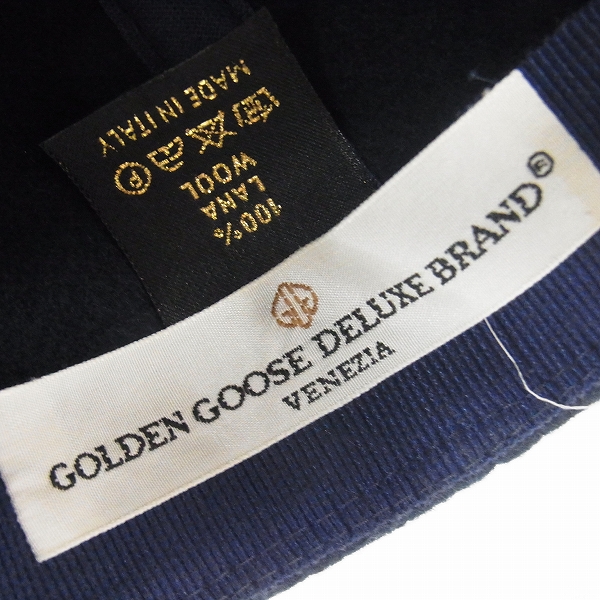 100%
LANA
WOOL
P
MADE IN ITALY
GOLDEN GOOSE DELUXE BRAND®
VENEZIA